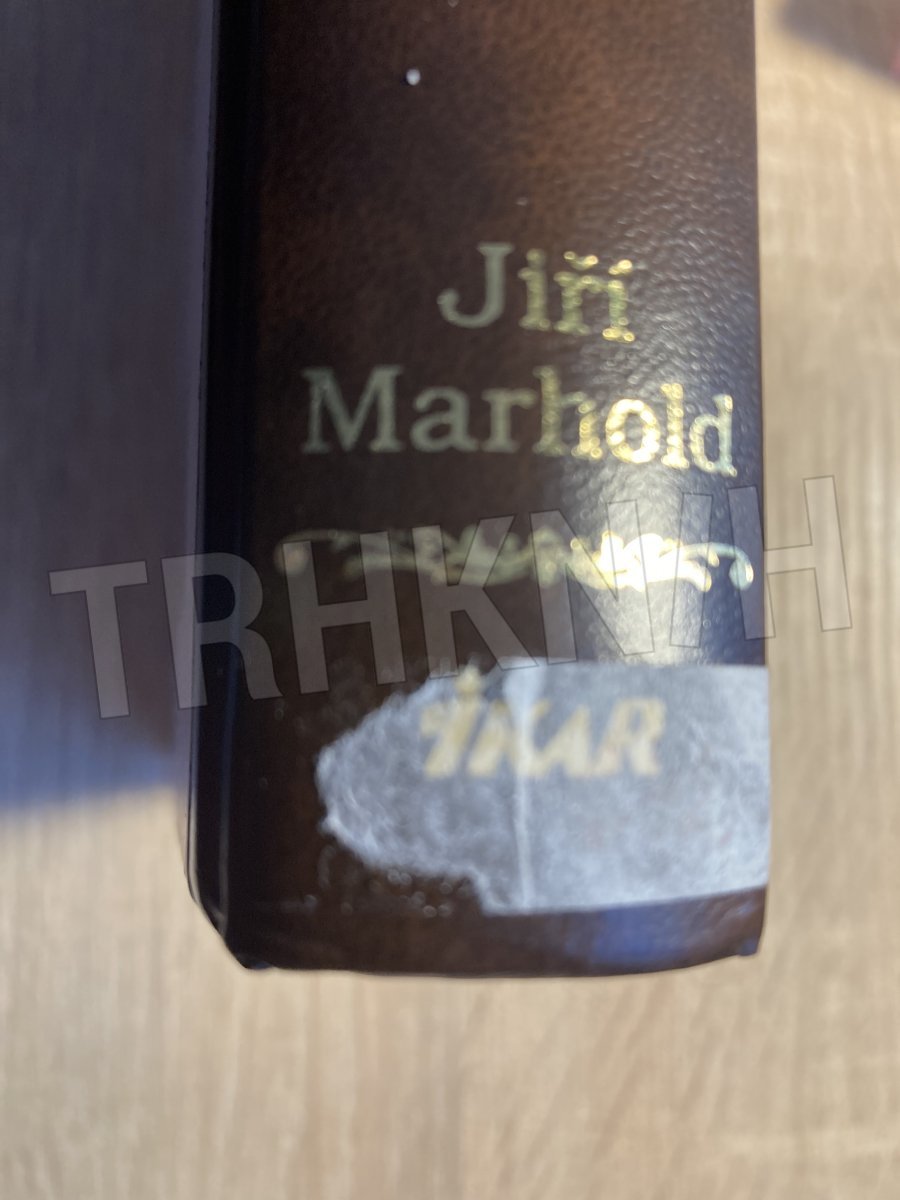 Jiří
Marhold
TRHKNIH
IKAR